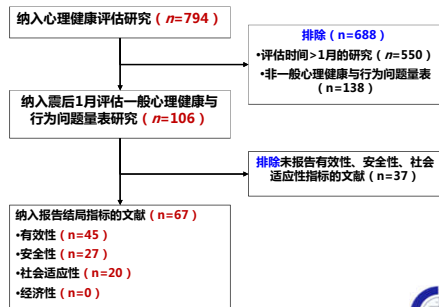 纳入心理健康评估研究（n=794）
排除（n=688）
•评估时间>1月的研究（n=550）
•非一般心理健康与行为问题量表
（n=138）
纳入震后1月评估一般心理健康与
行为问题量表研究（n=106）
排除未报告有效性、安全性、社会
适应性指标的文献（n=37）
纳入报告结局指标的文献（n=67）
•有效性（n=45）
•安全性（n=27）
•社会适应性（n=20）
•经济性（n=0）